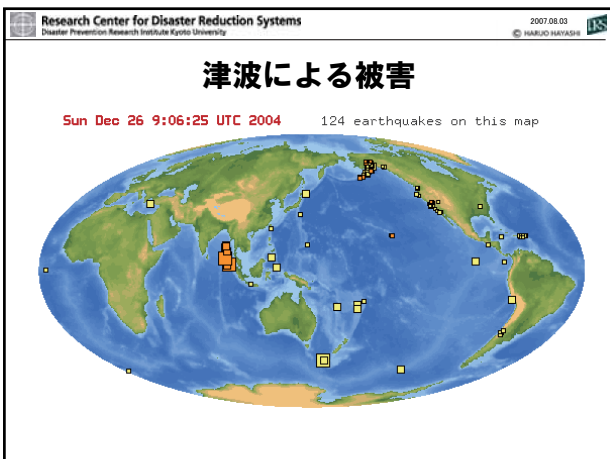 Research Center for Disaster Reduction Systems
Disaster Prevention Research Institute Kyoto University
2007.08.03
© HARUO HAYASHI
DRS
津波による被害
Sun Dec 26 9:06:25 UTC 2004
124 earthquakes on this map